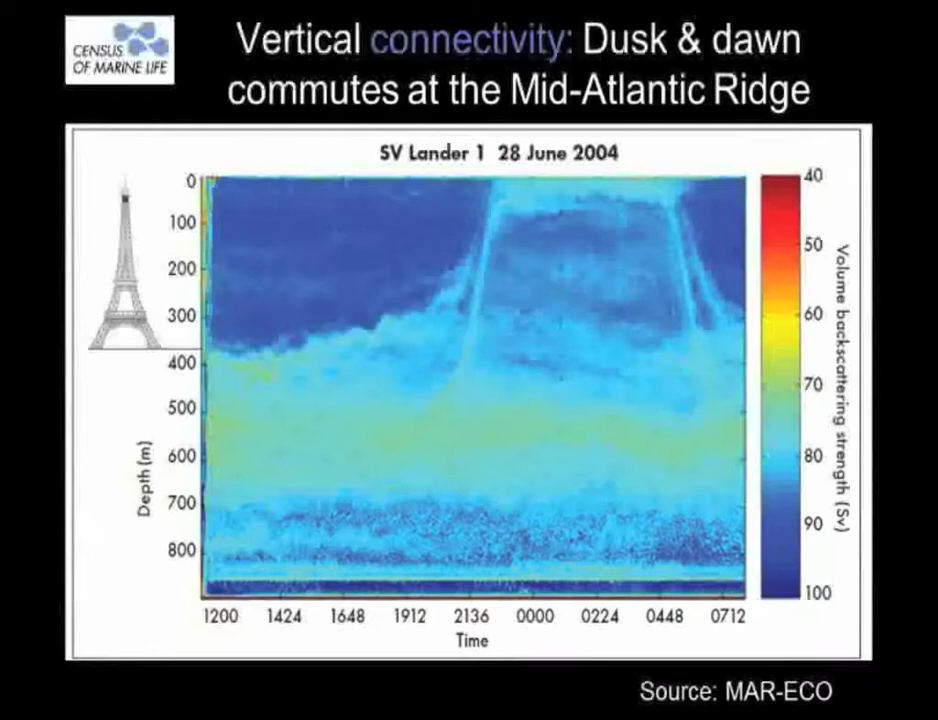 CENSUS
OF MARINE LIFE
Vertical connectivity: Dusk & dawn
commutes at the Mid-Atlantic Ridge
SV Lander 1 28 June 2004
0
100
200
300
400
500
600
700
800
Depth (m)
1200 1424 1648 1912 2136 0000 0224 0448 0712
Time
40
50
60
70
80
90
100
Volume backscattering strength (Sv)
Source: MAR-ECO